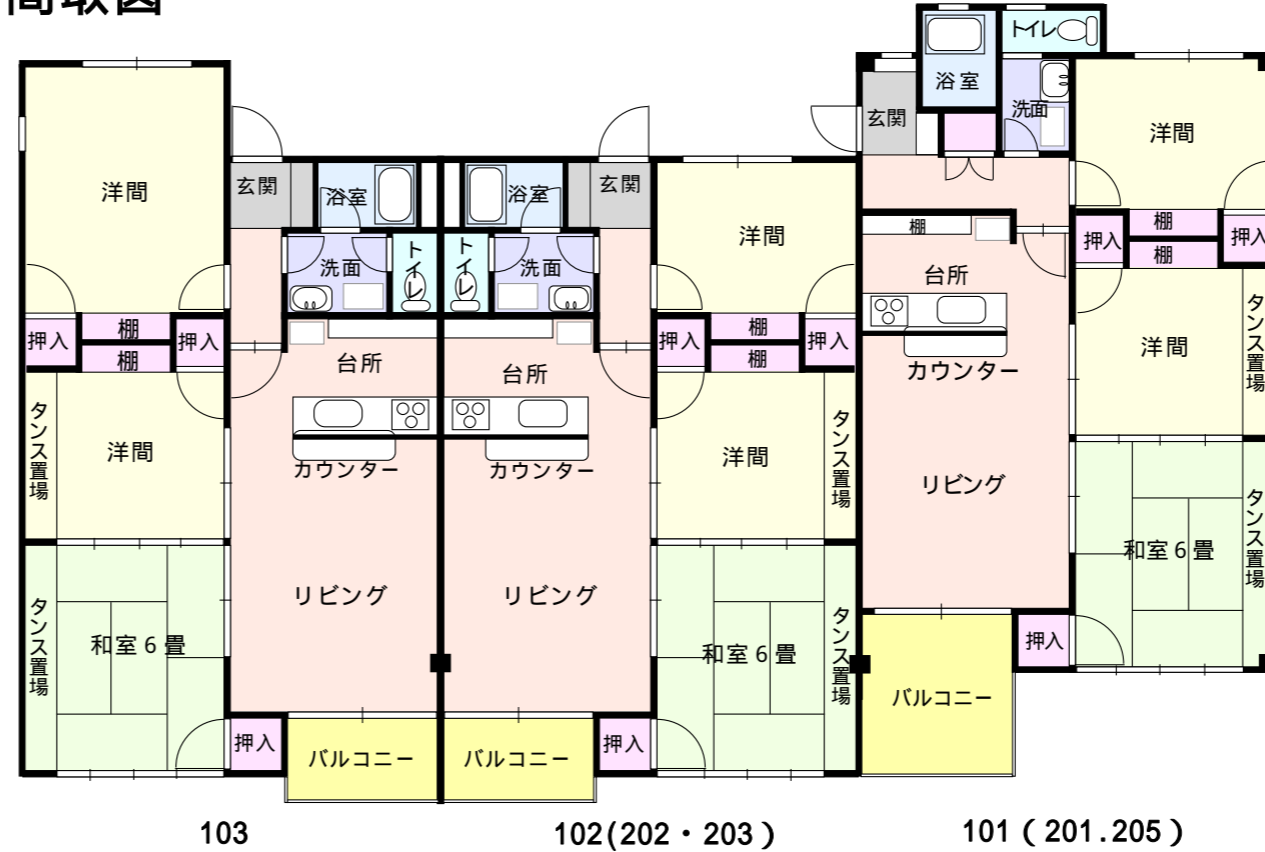 間取図
洋間
玄関
浴室
洗面
トイレ
押入
棚
棚
押入
台所
タンス置場
洋間
カウンター
リビング
タンス置場
和室6畳
押入
バルコニー
103
浴室
玄関
トイレ
洗面
洋間
台所
押入
棚
棚
押入
カウンター
洋間
タンス置場
リビング
和室6畳
タンス置場
押入
バルコニー
102(202・203)
浴室
トイレ
玄関
洗面
洋間
棚
押入
棚
棚
押入
台所
カウンター
洋間
タンス置場
リビング
和室6畳
タンス置場
押入
バルコニー
101(201.205)